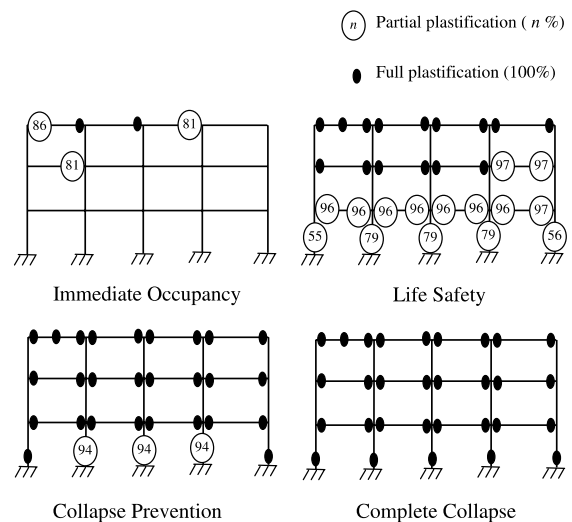 n Partial plastification ( n %)
Full plastification (100%)
86 81
81
Immediate Occupancy
97 97
96 96 96 96 96 96 96 97
55 79 79 79 56
Life Safety
94 94 94
Collapse Prevention
Complete Collapse